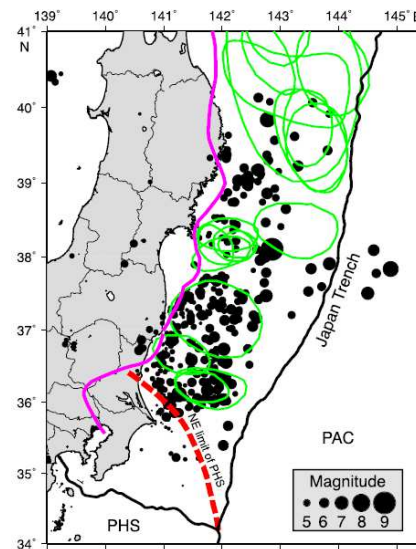 139° 140° 141° 142° 143° 144° 145° E
41°
N
40°
39°
38°
37°
36°
35°
34°
Japan Trench
NE limit of PHS
PAC
PHS
Magnitude
5 6 7 8 9